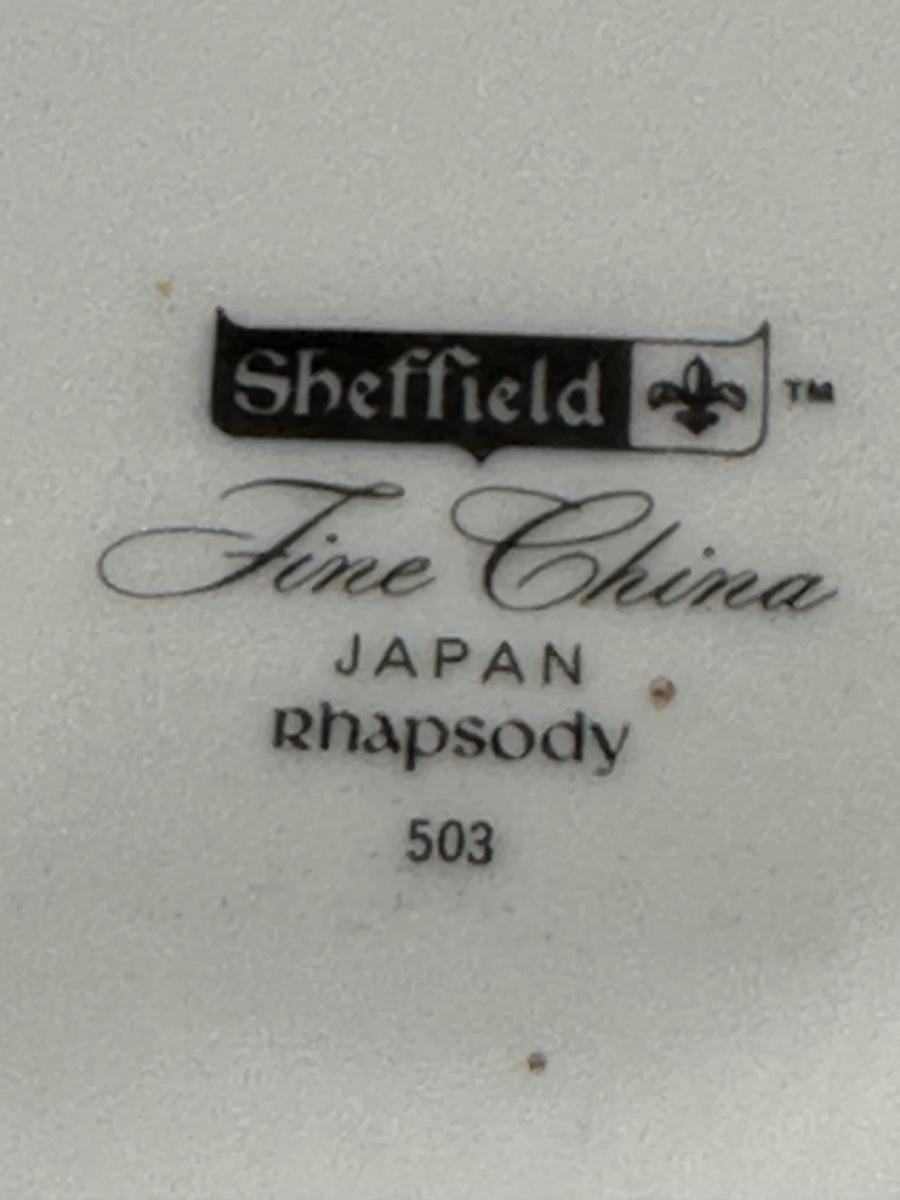 Sheffield ™
Fine China
JAPAN
Rhapsody
503